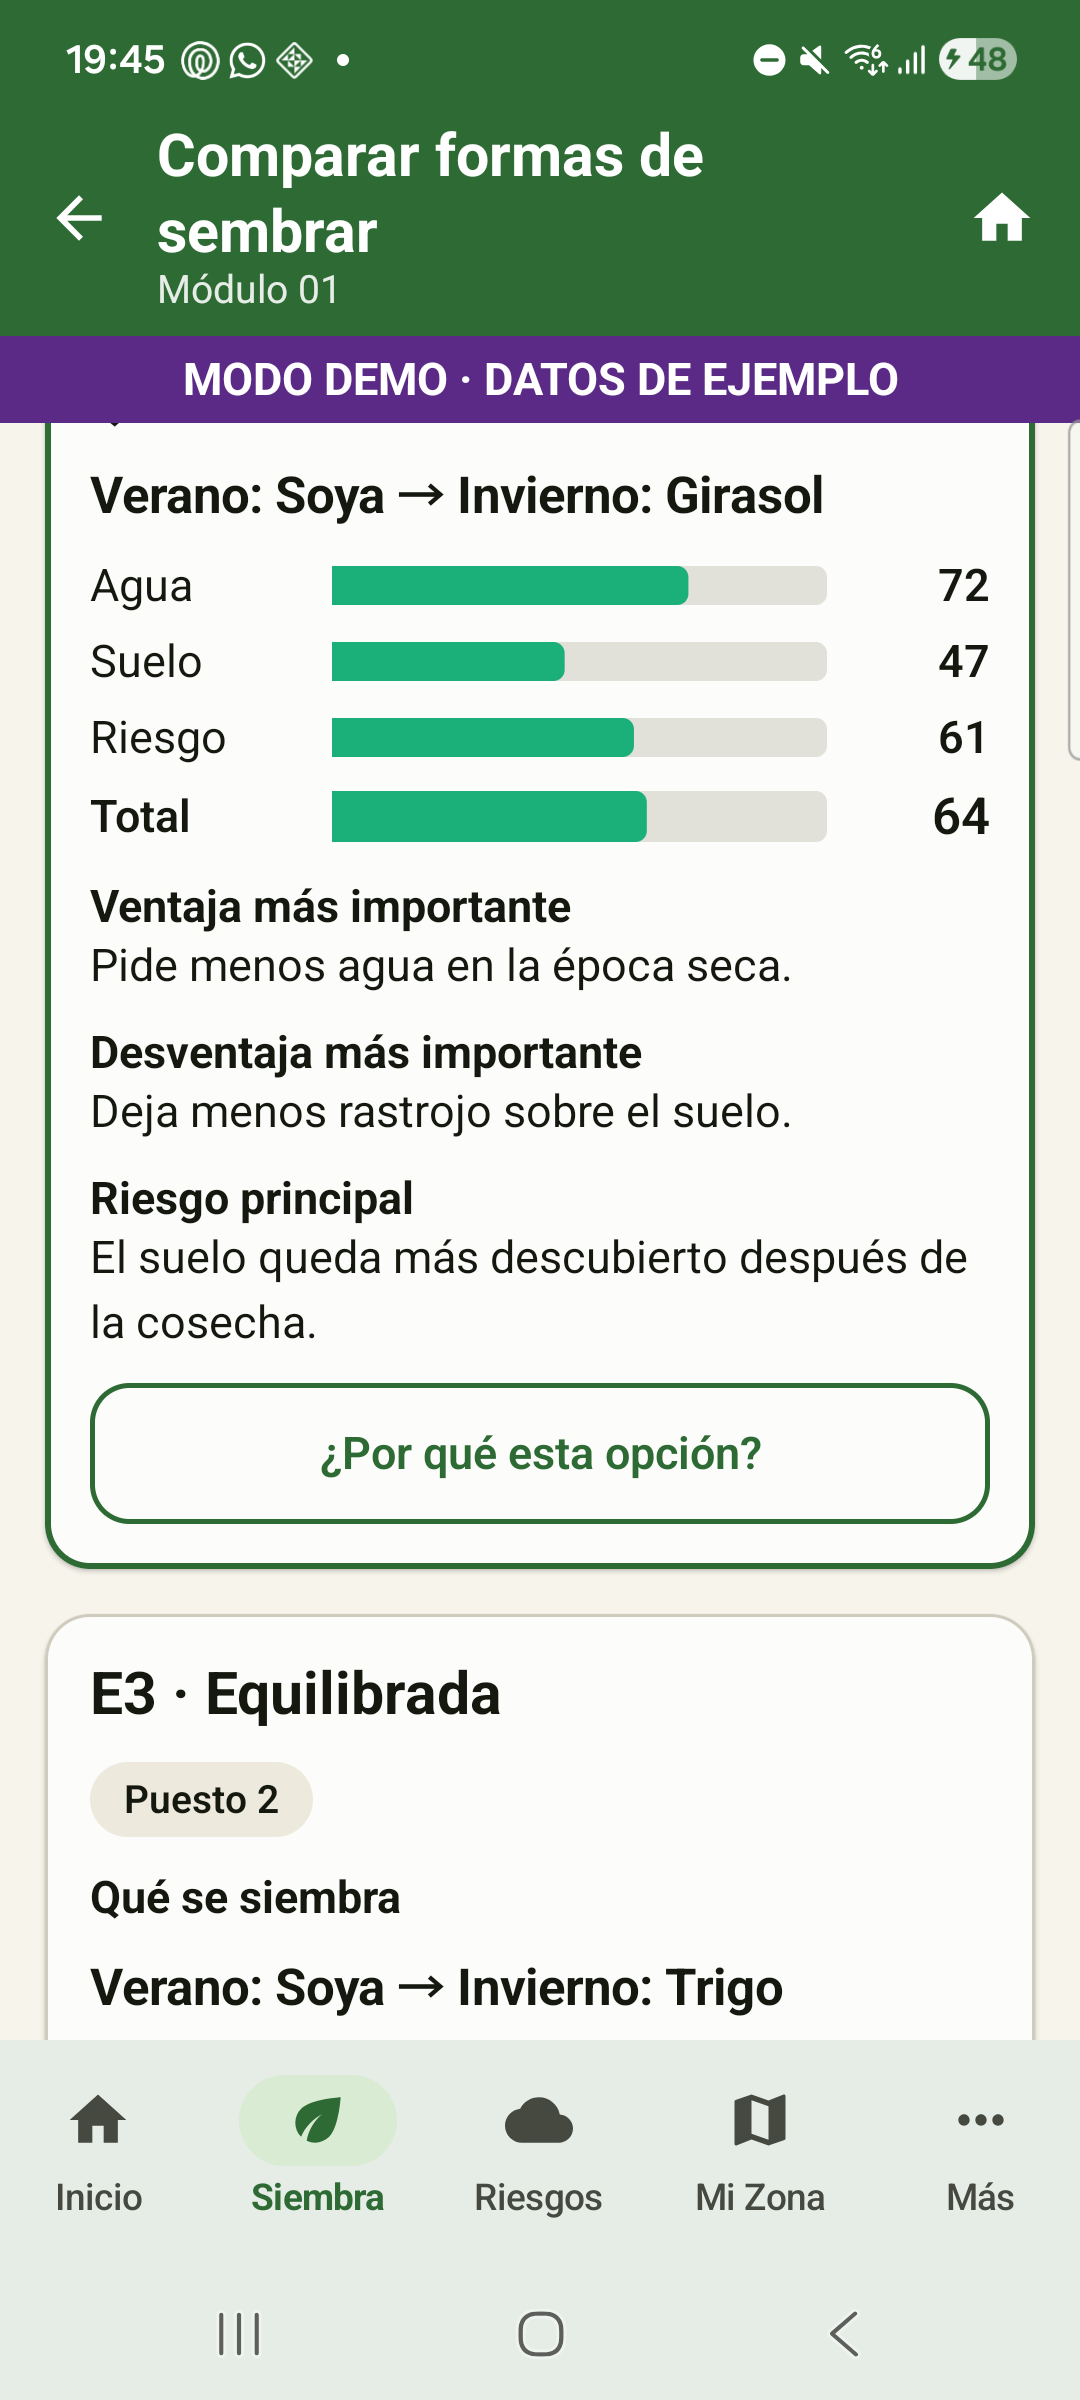 19:45
48
Comparar formas de
sembrar
Módulo 01
MODO DEMO · DATOS DE EJEMPLO
Verano: Soya → Invierno: Girasol
Agua 72
Suelo 47
Riesgo 61
Total 64
Ventaja más importante
Pide menos agua en la época seca.
Desventaja más importante
Deja menos rastrojo sobre el suelo.
Riesgo principal
El suelo queda más descubierto después de
la cosecha.
¿Por qué esta opción?
E3 · Equilibrada
Puesto 2
Qué se siembra
Verano: Soya → Invierno: Trigo
Inicio Siembra Riesgos Mi Zona Más